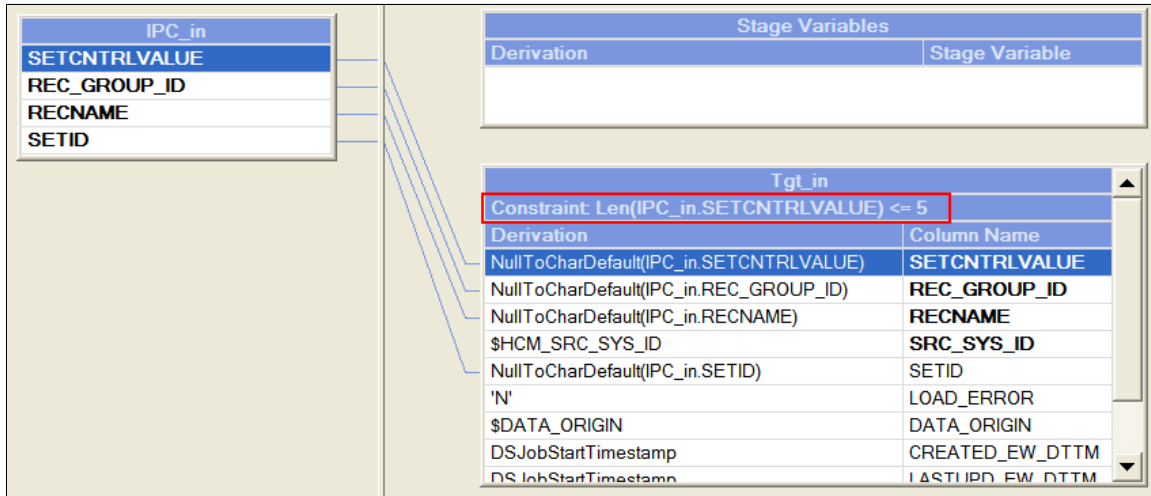 IPC_in
SETCNTRLVALUE
REC_GROUP_ID
RECNAME
SETID
Stage Variables
Derivation Stage Variable
Tgt_in
Constraint: Len(IPC_in.SETCNTRLVALUE) <= 5
Derivation Column Name
NullToCharDefault(IPC_in.SETCNTRLVALUE) SETCNTRLVALUE
NullToCharDefault(IPC_in.REC_GROUP_ID) REC_GROUP_ID
NullToCharDefault(IPC_in.RECNAME) RECNAME
$HCM_SRC_SYS_ID SRC_SYS_ID
NullToCharDefault(IPC_in.SETID) SETID
'N' LOAD_ERROR
$DATA_ORIGIN DATA_ORIGIN
DSJobStartTimestamp CREATED_EW_DTTM
DSJobStartTimestamp LASTUPD_EW_DTTM